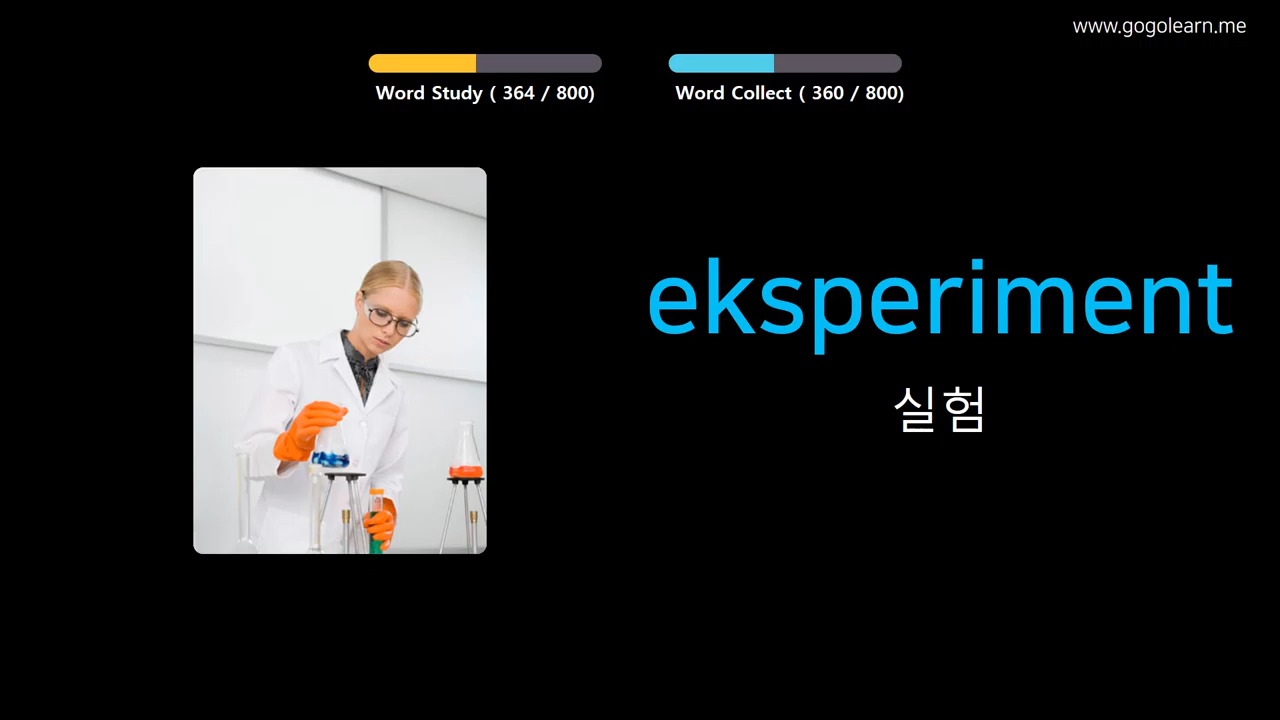 www.gogolearn.me
Word Study ( 364 / 800)
Word Collect ( 360 / 800)
eksperiment
실험